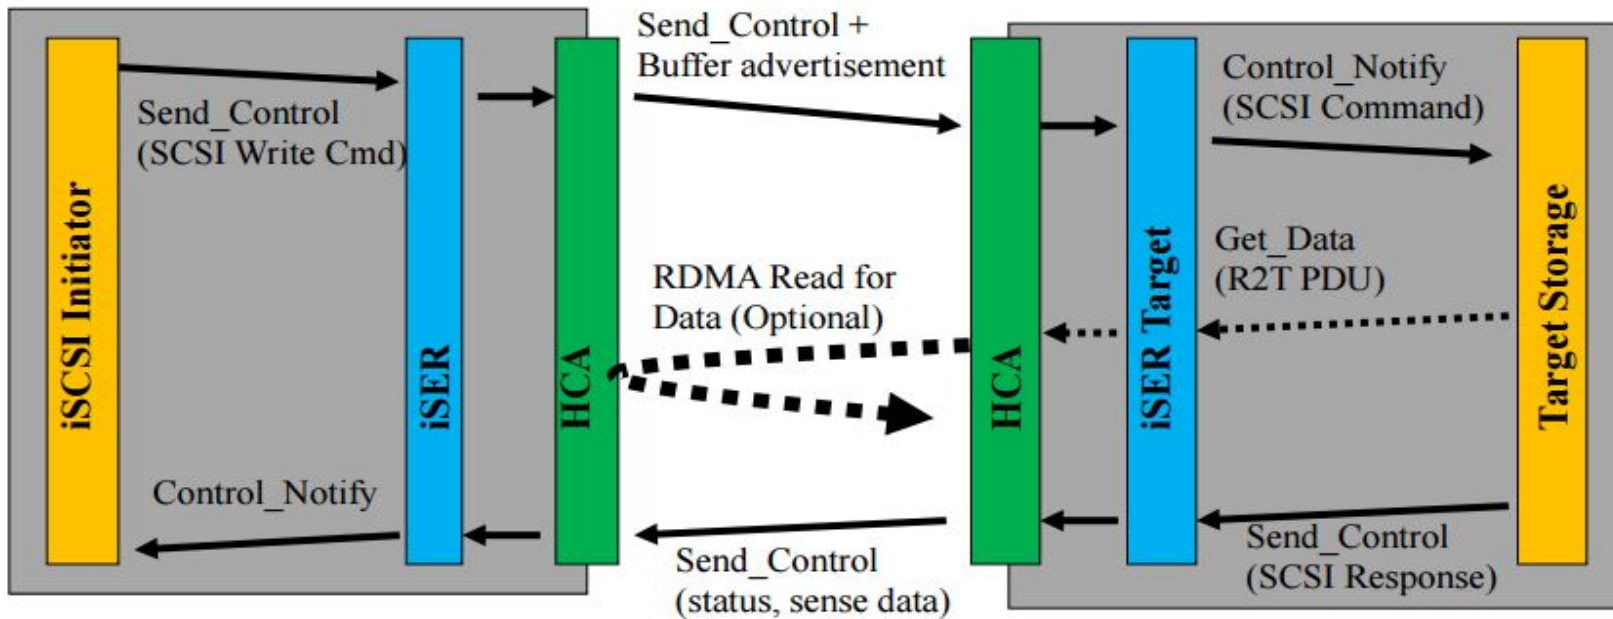 Send_Control +
Buffer advertisement
Control_Notify
(SCSI Command)
Send_Control
(SCSI Write Cmd)
iSCSI Initiator
iSER
HCA
RDMA Read for
Data (Optional)
HCA
iSER Target
Get_Data
(R2T PDU)
Target Storage
Control_Notify
Send_Control
(status, sense data)
Send_Control
(SCSI Response)